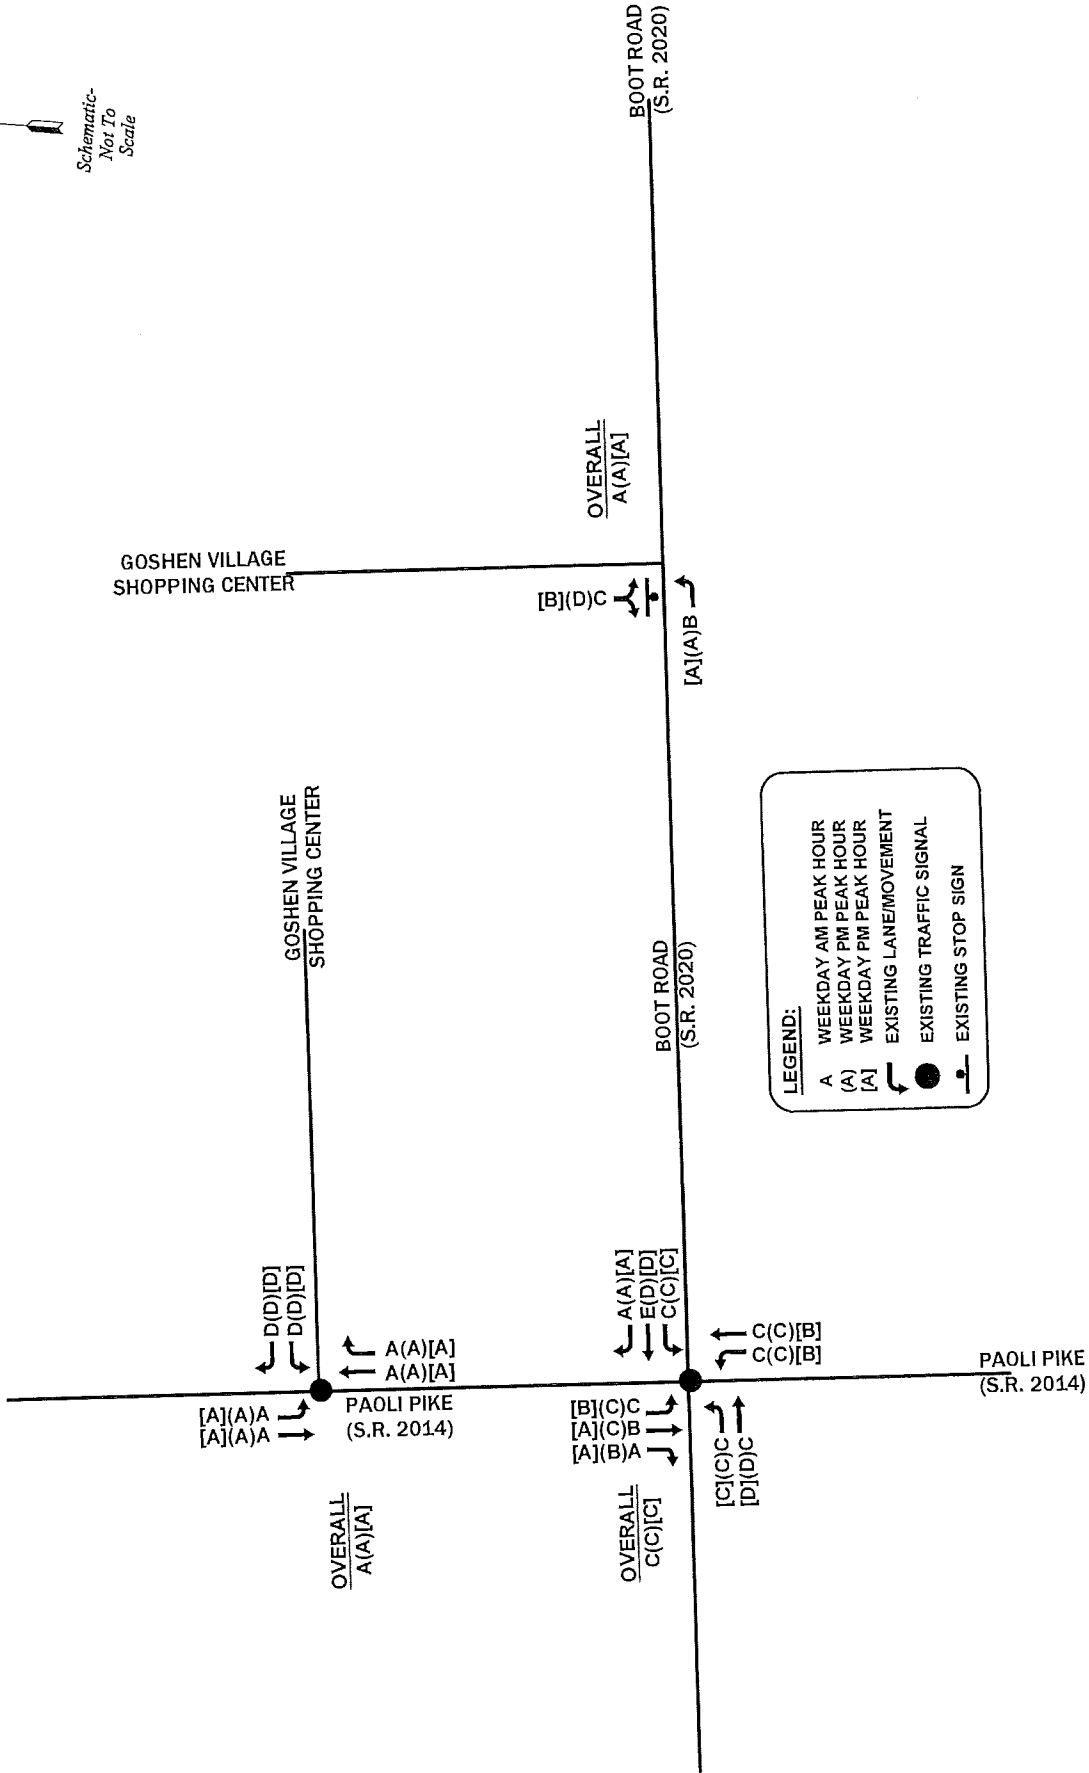 Schematic-
Not To
Scale
BOOT ROAD
(S.R. 2020)
OVERALL
A(A)[A]
GOSHEN VILLAGE
SHOPPING CENTER
[B](D)C
[A](A)B
GOSHEN VILLAGE
SHOPPING CENTER
BOOT ROAD
(S.R. 2020)
LEGEND:
A WEEKDAY AM PEAK HOUR
(A) WEEKDAY PM PEAK HOUR
[A] WEEKDAY PM PEAK HOUR
EXISTING LANE/MOVEMENT
EXISTING TRAFFIC SIGNAL
EXISTING STOP SIGN
D(D)[D]
D(D)[D]
A(A)[A]
A(A)[A]
[A](A)A
[A](A)A
PAOLI PIKE
(S.R. 2014)
OVERALL
A(A)[A]
A(A)[A]
E(D)[D]
C(C)[C]
C(C)[B]
C(C)[B]
[B](C)C
[A](C)B
[A](B)A
[C](C)C
[D](D)C
PAOLI PIKE
(S.R. 2014)
OVERALL
C(C)[C]